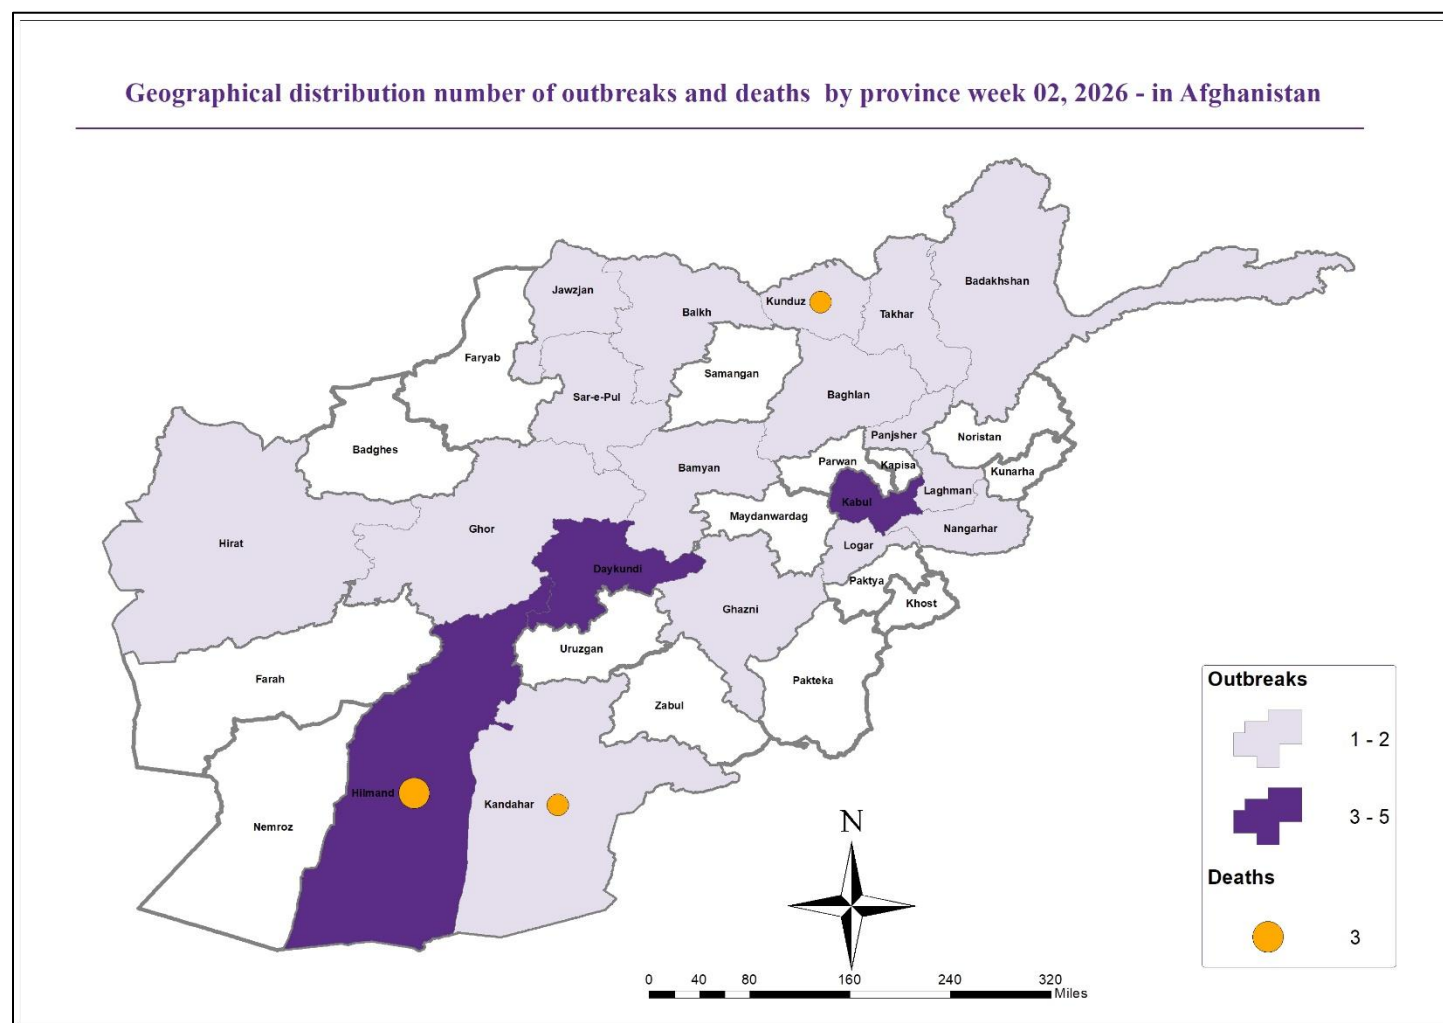 Geographical distribution number of outbreaks and deaths by province week 02, 2026 - in Afghanistan
Badakhshan
Jawzjan
Kunduz
Balkh
Takhar
Faryab
Samangan
Baghlan
Sar-e-Pul
Panjsher
Noristan
Badghes
Parwan
Kapisa
Bamyan
Kunarha
Laghman
Kabul
Maydanwardag
Ghor
Nangarhar
Hirat
Logar
Daykundi
Paktya
Khost
Ghazni
Uruzgan
Farah
Pakteka
Zabul
Hilmand
Kandahar
Nemroz
Outbreaks
1 - 2
3 - 5
Deaths
3
N
0 40 80 160 240 320
Miles